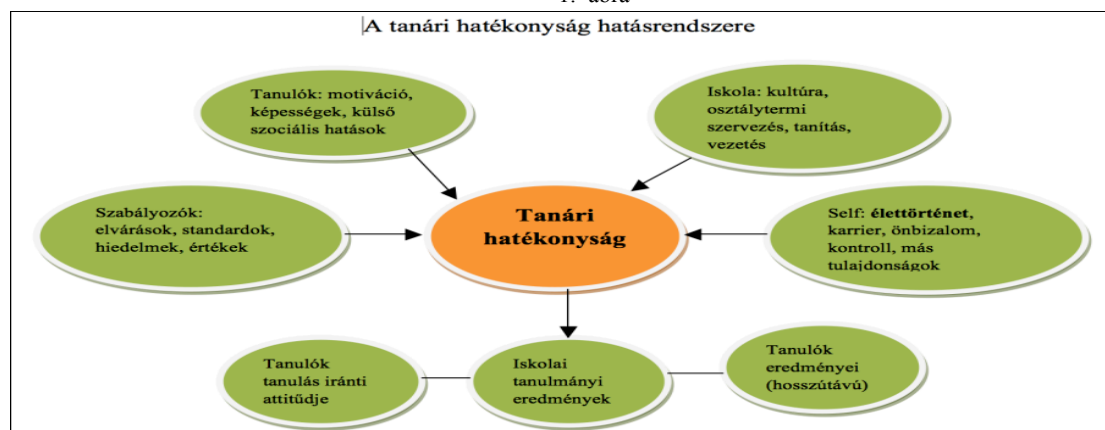 1. ábra
A tanári hatékonyság hatásrendszere
Tanulók: motiváció,
képességek, külső
szociális hatások
Iskola: kultúra,
osztálytermi
szervezés, tanítás,
vezetés
Szabályozók:
elvárások, standardok,
hiedelmek, értékek
Tanári
hatékonyság
Self: élettörténet,
karrier, önbizalom,
kontroll, más
tulajdonságok
Tanulók
tanulás iránti
attitűdje
Iskolai
tanulmányi
eredmények
Tanulók
eredményei
(hosszútávú)